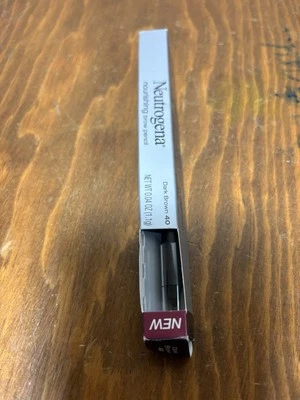 Neutrogena®
nourishing brow pencil
Dark Brown 40
NET WT 0.04 OZ (1.1g)
NEW